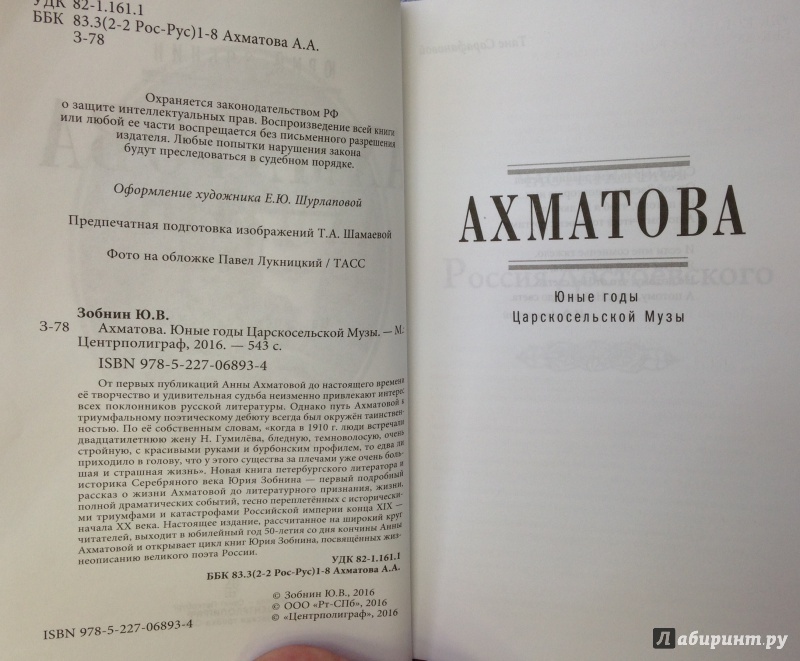 УДК 82-1.161.1
ББК 83.3(2-2 Рос-Рус)1-8 Ахматова А.А.
З-78
Охраняется законодательством РФ
о защите интеллектуальных прав. Воспроизведение всей книги
или любой ее части воспрещается без письменного разрешения
издателя. Любые попытки нарушения закона
будут преследоваться в судебном порядке.
Оформление художника Е.Ю. Шурлаповой
Предпечатная подготовка изображений Т.А. Шамаевой
Фото на обложке Павел Лукницкий / ТАСС
Зобнин Ю.В.
З-78 Ахматова. Юные годы Царскосельской Музы. — М.:
Центрполиграф, 2016. — 543 с.
ISBN 978-5-227-06893-4
От первых публикаций Анны Ахматовой до настоящего времени
её творчество и удивительная судьба неизменно привлекают интерес
всех поклонников русской литературы. Однако путь Ахматовой к
триумфальному поэтическому дебюту всегда был окружён таинствен-
ностью. По её собственным словам, «когда в 1910 г. люди встречали
двадцатилетнюю жену Н. Гумилёва, бледную, темноволосую, очень
стройную, с красивыми руками и бурбонским профилем, то едва ли
приходило в голову, что у этого существа за плечами уже очень боль-
шая и страшная жизнь». Новая книга петербургского литератора и
историка Серебряного века Юрия Зобнина — первый подробный
рассказ о жизни Ахматовой до литературного признания, жизни,
полной драматических событий, тесно переплетённых с исторически-
ми триумфами и катастрофами Российской империи конца XIX —
начала XX века. Настоящее издание, рассчитанное на широкий круг
читателей, выходит в юбилейный год 50-летия со дня кончины Анны
Ахматовой и открывает цикл книг Юрия Зобнина, посвящённых жиз-
неописанию великого поэта России.
УДК 82-1.161.1
ББК 83.3(2-2 Рос-Рус)1-8 Ахматова А.А.
© Зобнин Ю.В., 2016
© ООО «Рт-СПб», 2016
© «Центрполиграф», 2016
ISBN 978-5-227-06893-4
АХМАТОВА
Россия Достоевского
Юные годы
Царскосельской Музы
Лабиринт.ру